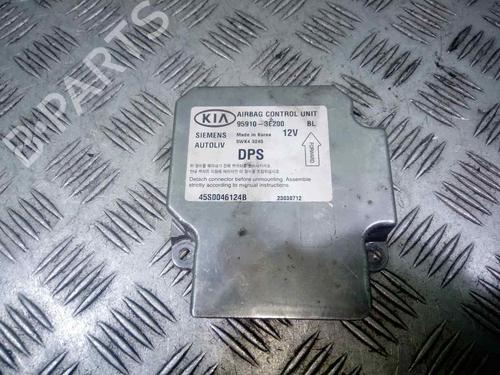 B-PARTS
KIA AIRBAG CONTROL UNIT
95910-3E200 BL
SIEMENS Made in Korea 12V
AUTOLIV 5WK4 3245
DPS
FORWARD
Detach connector before unmounting. Assemble
strictly according to manual instructions.
45S0046124B 23030712